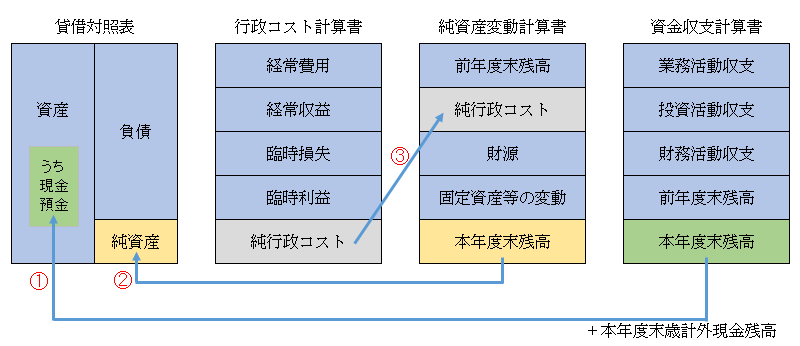 貸借対照表
資産
うち
現金
預金
負債
純資産
①
②
行政コスト計算書
経常費用
経常収益
臨時損失
臨時利益
純行政コスト
③
純資産変動計算書
前年度末残高
純行政コスト
財源
固定資産等の変動
本年度末残高
資金収支計算書
業務活動収支
投資活動収支
財務活動収支
前年度末残高
本年度末残高
＋本年度末歳計外現金残高